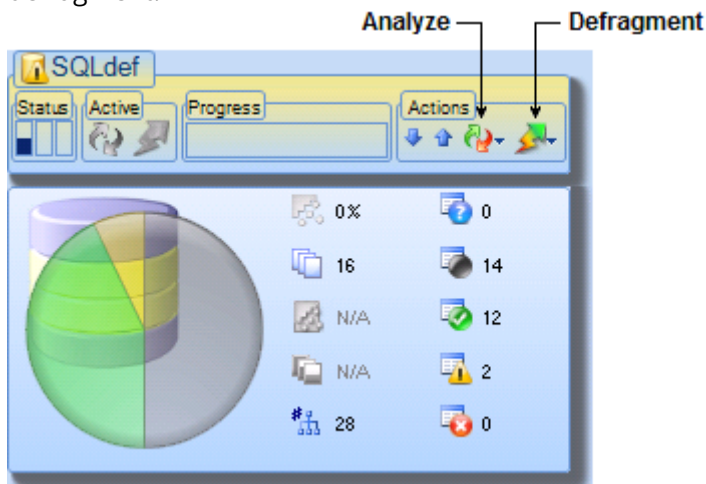 Analyze
Defragment
SQLdef
Status
Active
Progress
Actions
0%
0
16
14
N/A
12
N/A
2
#
28
0